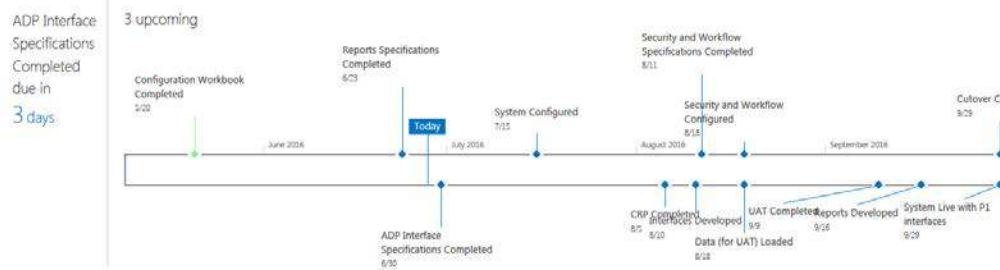 ADP Interface
Specifications
Completed
due in
3 days
3 upcoming
Configuration Workbook
Completed
5/20
Reports Specifications
Completed
6/23
Today
System Configured
7/15
Security and Workflow
Specifications Completed
8/11
Security and Workflow
Configured
8/18
Cutover C
9/29
June 2016
July 2016
August 2016
September 2016
ADP Interface
Specifications Completed
6/30
CRP Completed
8/5
Interfaces Developed
8/10
Data (for UAT) Loaded
8/18
UAT Completed
9/9
Reports Developed
9/16
System Live with P1
interfaces
9/29